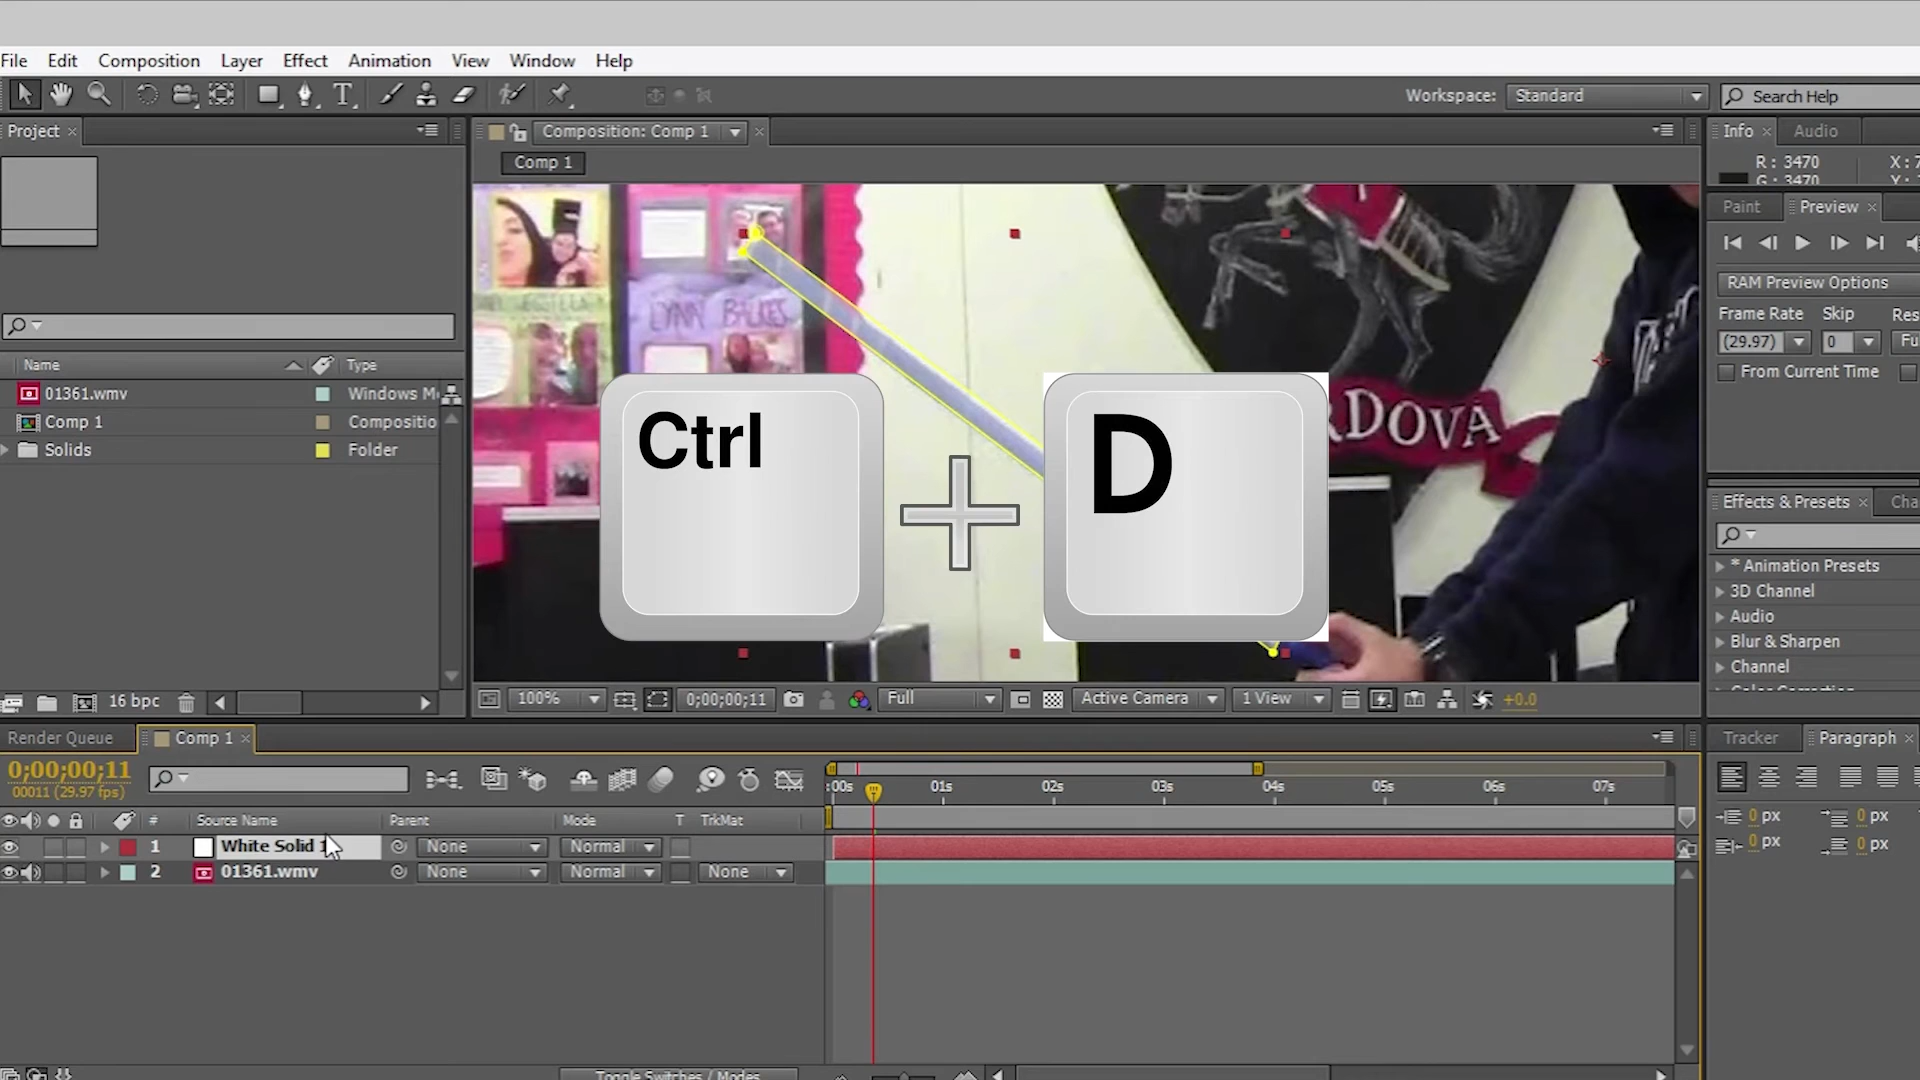 File Edit Composition Layer Effect Animation View Window Help
Workspace: Standard Search Help
Project Composition: Comp 1 Info Audio
Comp 1
R: 3470 X: 7
G: 3470 Y:
Paint Preview
RAM Preview Options
Frame Rate Skip Res
(29.97) 0 Fu
From Current Time
LYNN BALKES
Name Type
01361.wmv Windows M
Comp 1 Compositio
Solids Folder
Ctrl
D
RDOVA
Effects & Presets Cha
* Animation Presets
3D Channel
Audio
Blur & Sharpen
Channel
Color Correction
16 bpc 100% 0;00;00;11 Full Active Camera 1 View +0.0
Render Queue Comp 1 Tracker Paragraph
0;00;00;11
00011 (29.97 fps)
:00s 01s 02s 03s 04s 05s 06s 07s
# Source Name Parent Mode T TrkMat
1 White Solid 1 None Normal
2 01361.wmv None Normal None
0 px 0 px
0 px 0 px
Toggle Switches / Modes